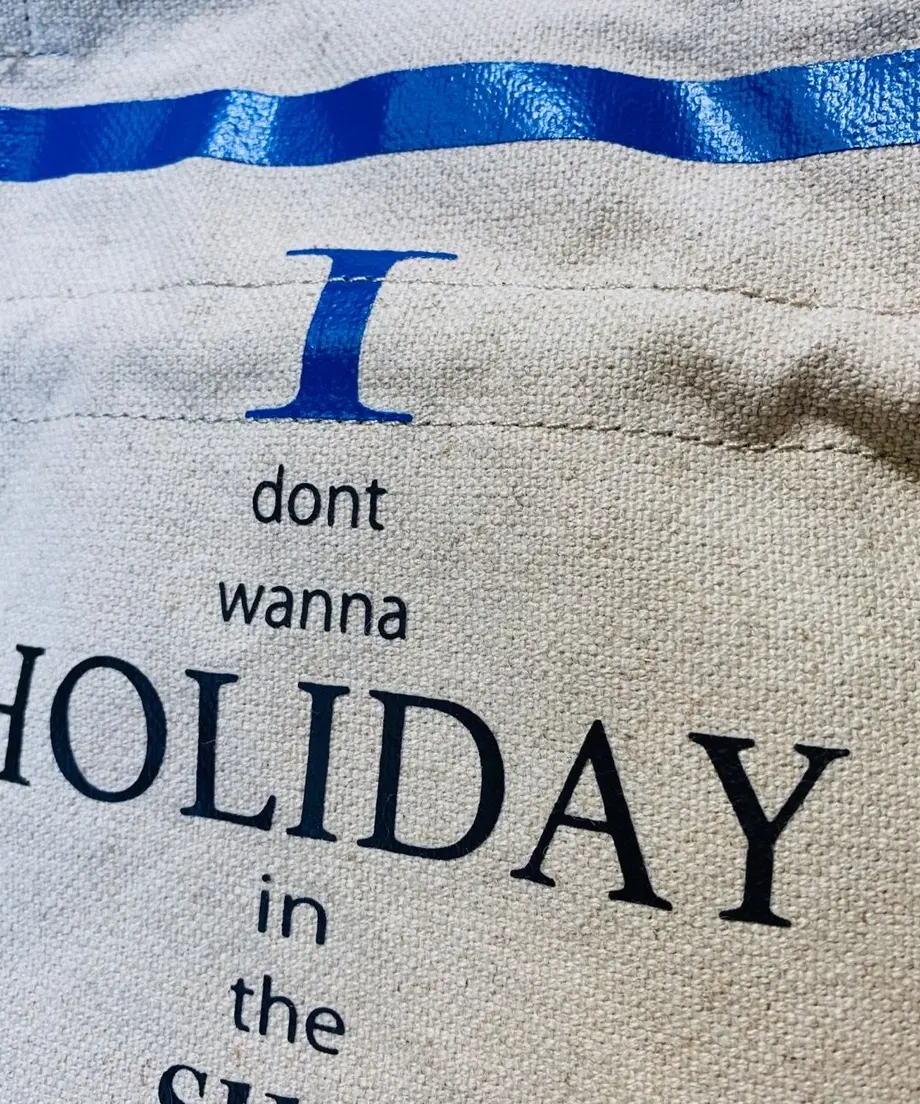 I
dont
wanna
HOLIDAY
in
the